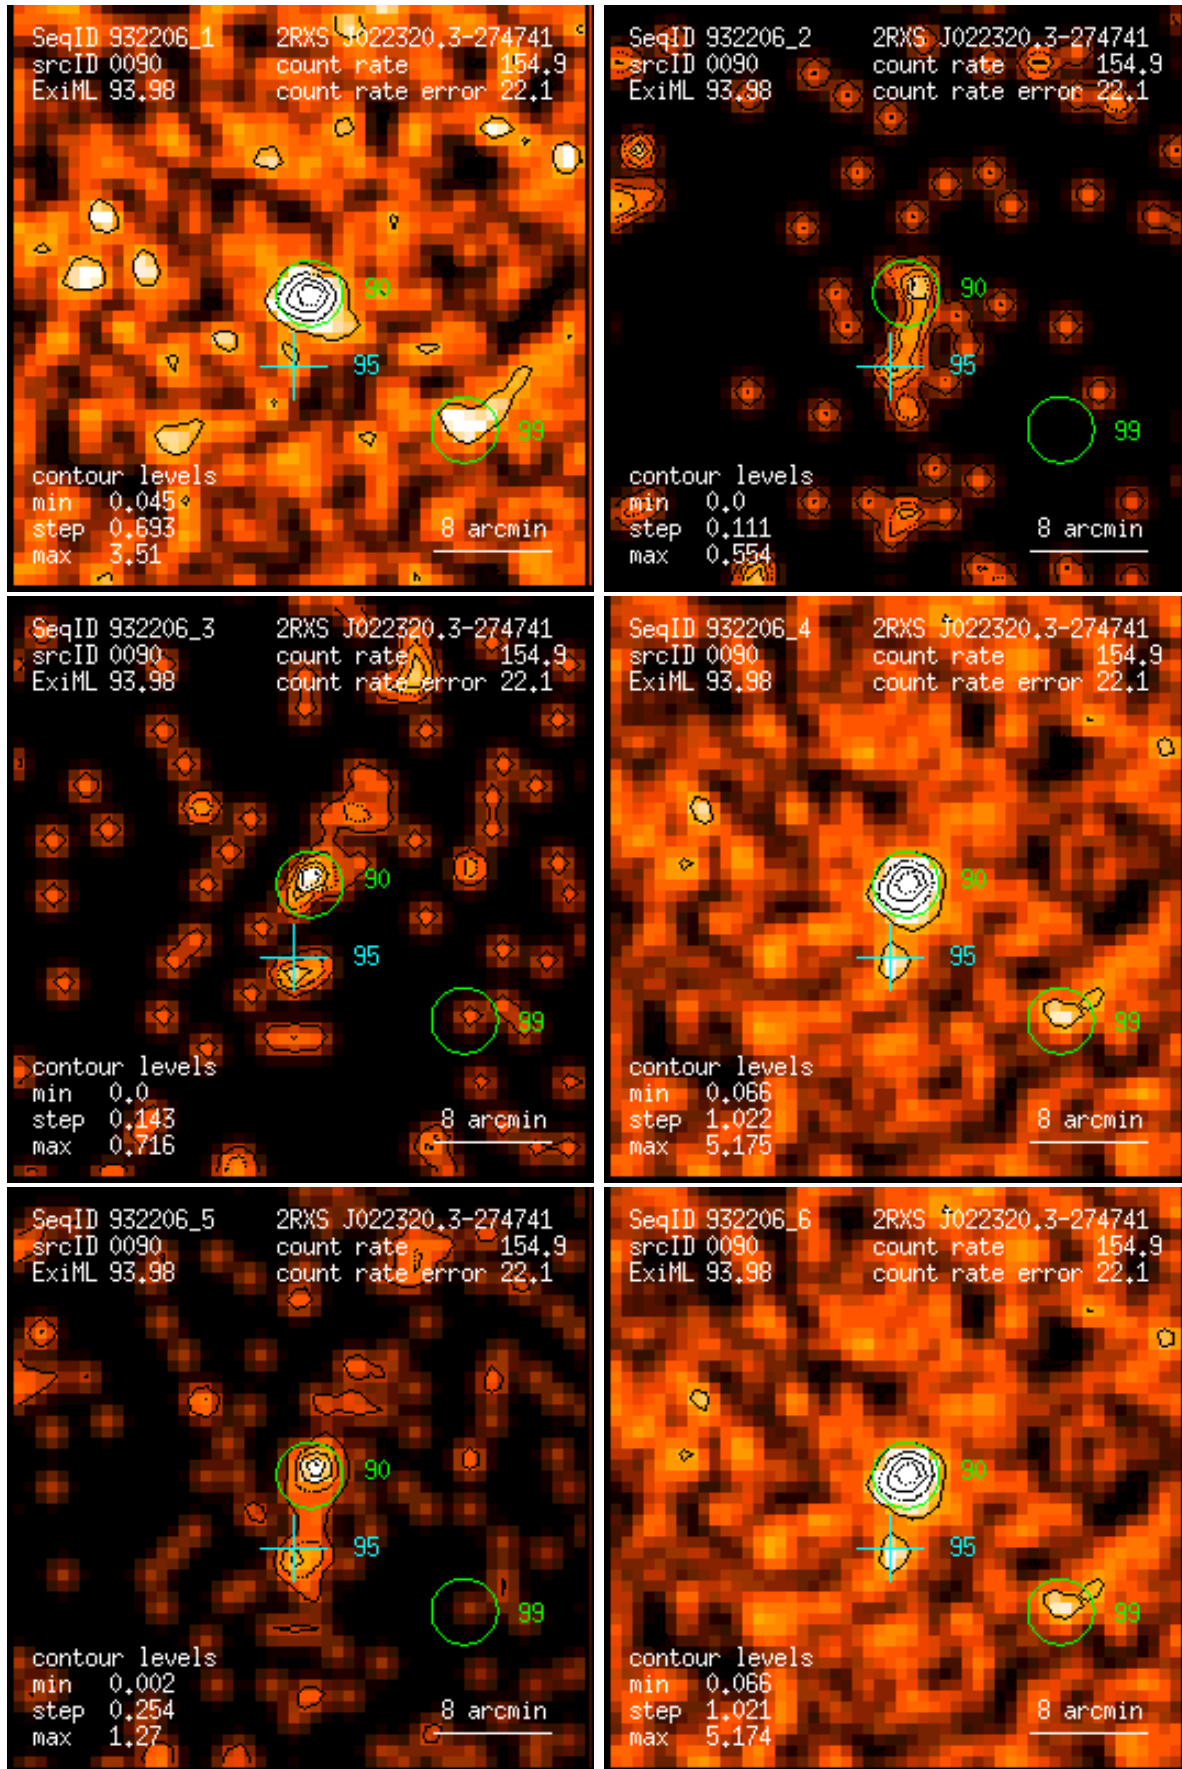 SeqID 932206_1 2RXS J022320.3-274741
srcID 0090 count rate 154.9
ExiML 93.98 count rate error 22.1
90
95
99
contour levels
min 0.045
step 0.693 8 arcmin
max 3.51
SeqID 932206_2 2RXS J022320.3-274741
srcID 0090 count rate 154.9
ExiML 93.98 count rate error 22.1
90
95
99
contour levels
min 0.0
step 0.111 8 arcmin
max 0.554
SeqID 932206_3 2RXS J022320.3-274741
srcID 0090 count rate 154.9
ExiML 93.98 count rate error 22.1
90
95
99
contour levels
min 0.0
step 0.143 8 arcmin
max 0.716
SeqID 932206_4 2RXS J022320.3-274741
srcID 0090 count rate 154.9
ExiML 93.98 count rate error 22.1
90
95
99
contour levels
min 0.066
step 1.022 8 arcmin
max 5.175
SeqID 932206_5 2RXS J022320.3-274741
srcID 0090 count rate 154.9
ExiML 93.98 count rate error 22.1
90
95
99
contour levels
min 0.002
step 0.254 8 arcmin
max 1.27
SeqID 932206_6 2RXS J022320.3-274741
srcID 0090 count rate 154.9
ExiML 93.98 count rate error 22.1
90
95
99
contour levels
min 0.066
step 1.021 8 arcmin
max 5.174